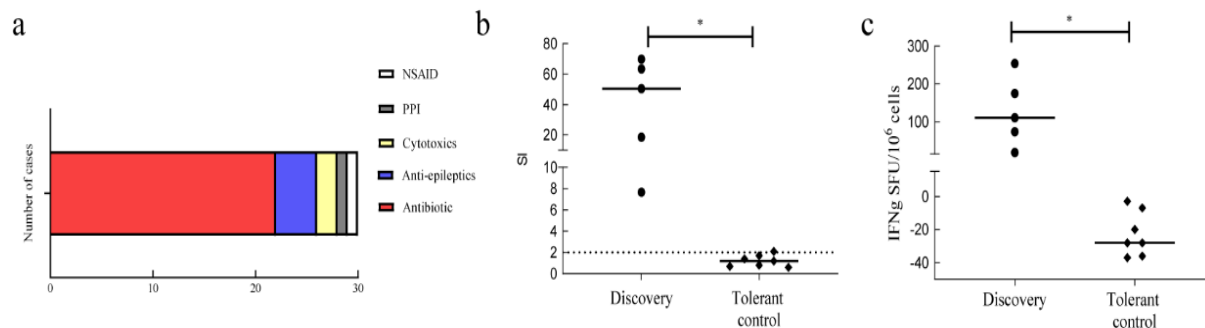 a
Number of cases
0
10
20
30
NSAID
PPI
Cytotoxics
Anti-epileptics
Antibiotic
b
*
SI
80
60
40
20
10
8
6
4
2
0
Discovery
Tolerant
control
c
*
IFNg SFU/10⁶ cells
300
200
100
0
-20
-40
Discovery
Tolerant
control